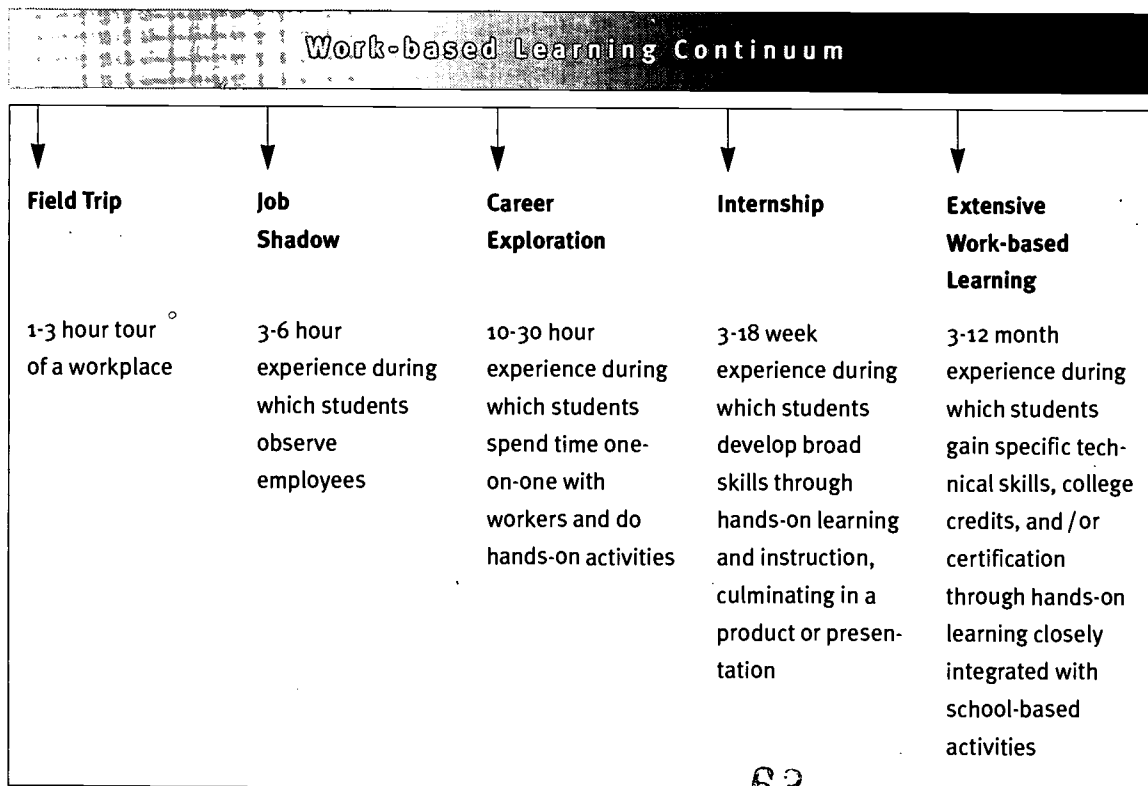 Work-based Learning Continuum
Field Trip
1-3 hour tour
of a workplace
Job
Shadow
3-6 hour
experience during
which students
observe
employees
Career
Exploration
10-30 hour
experience during
which students
spend time one-
on-one with
workers and do
hands-on activities
Internship
3-18 week
experience during
which students
develop broad
skills through
hands-on learning
and instruction,
culminating in a
product or presen-
tation
Extensive
Work-based
Learning
3-12 month
experience during
which students
gain specific tech-
nical skills, college
credits, and /or
certification
through hands-on
learning closely
integrated with
school-based
activities